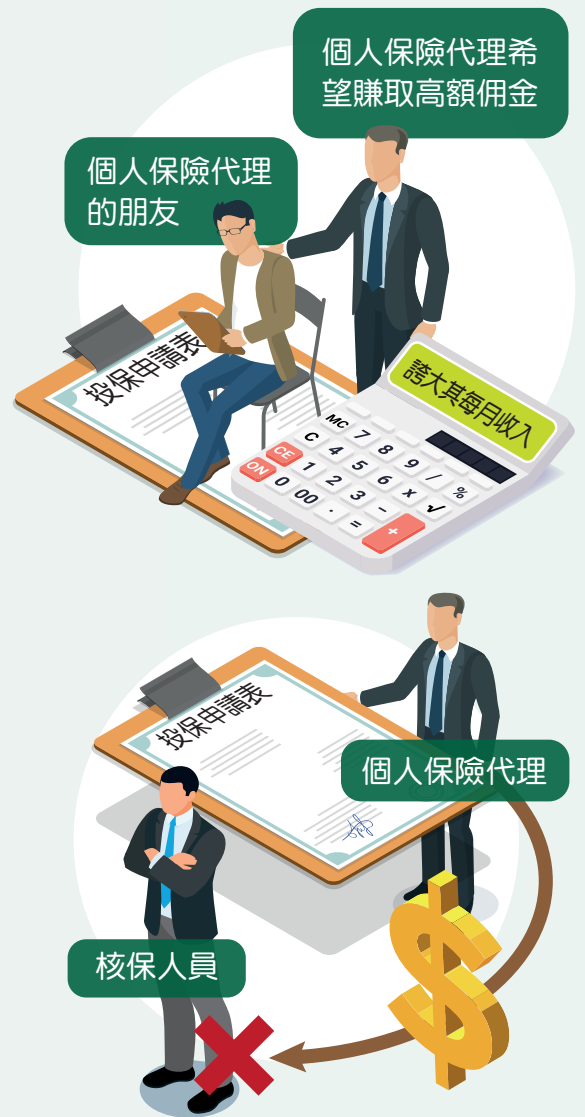 個人保險代理希
望賺取高額佣金
個人保險代理
的朋友
投保申請表
誇大其每月收入
MC 7 8 9 / %
C 4 5 6 x √
CE 1 2 3 -
ON 0 00 . = +
投保申請表
個人保險代理
核保人員
$